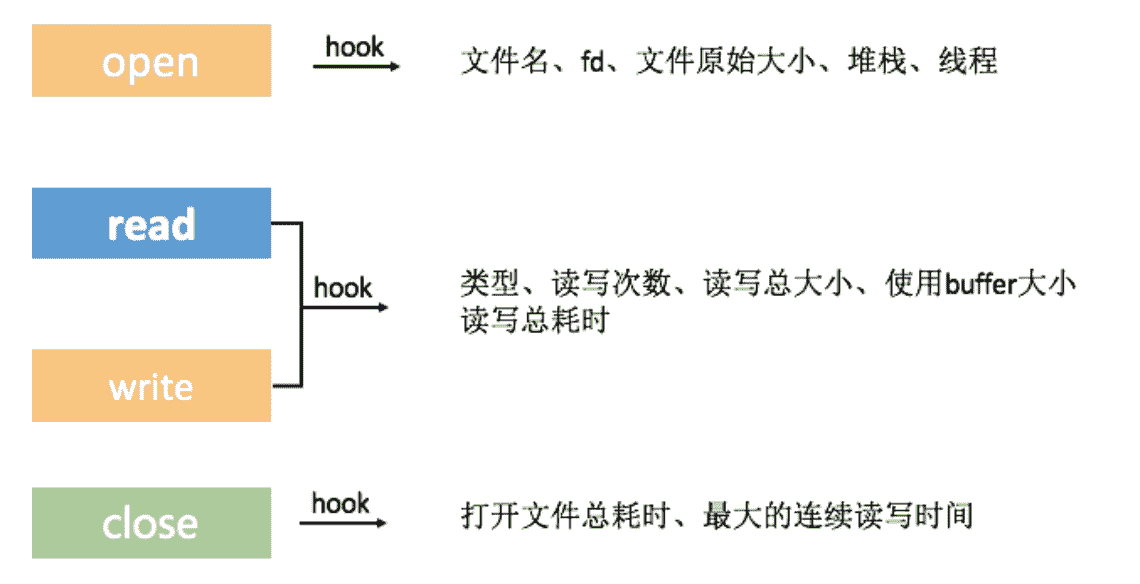 open
hook
文件名、fd、文件原始大小、堆栈、线程
read
hook
类型、读写次数、读写总大小、使用buffer大小
读写总耗时
write
close
hook
打开文件总耗时、最大的连续读写时间